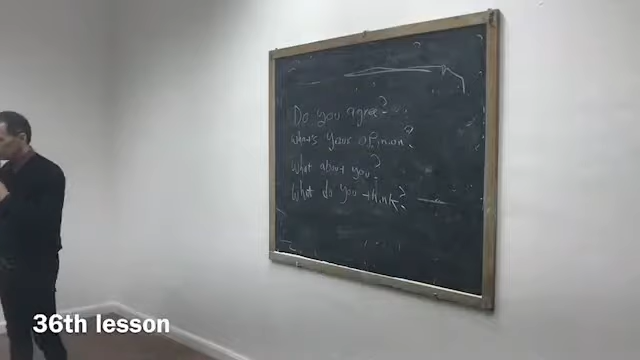 Do you agree?
What's your opinion?
What about you?
What do you think?
36th lesson